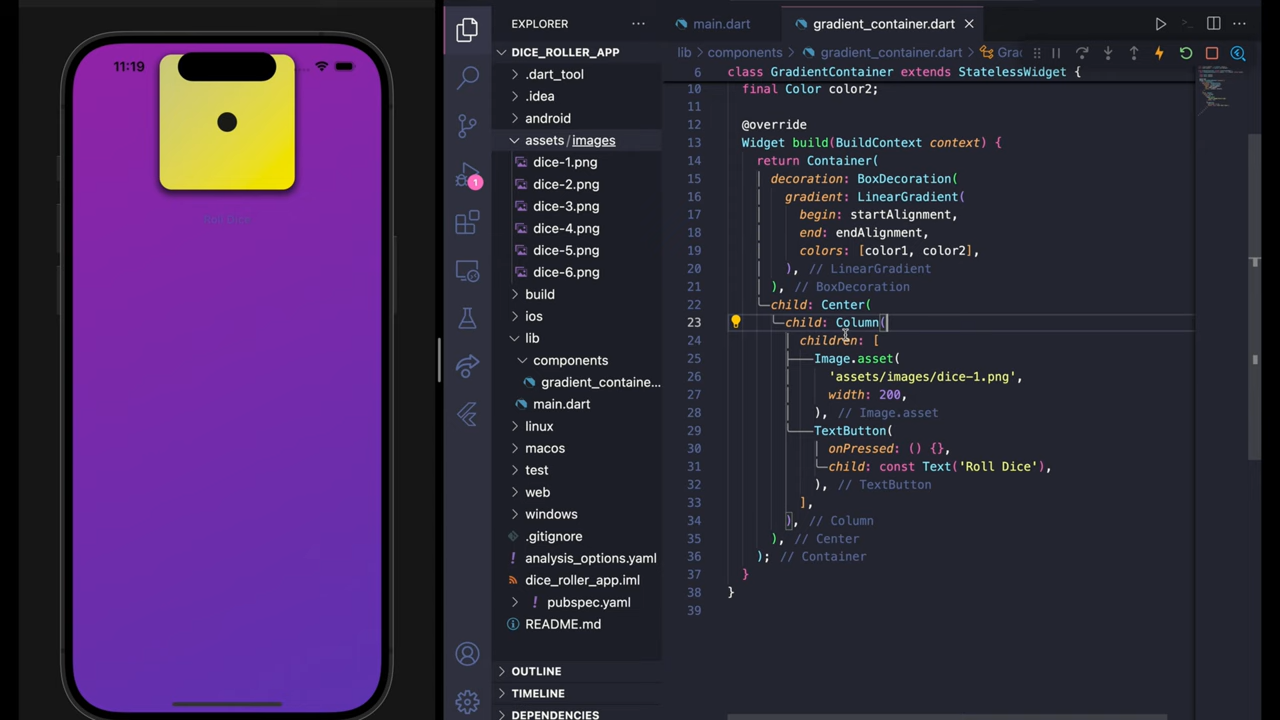 11:19
Roll Dice
EXPLORER
DICE_ROLLER_APP
.dart_tool
.idea
android
assets/images
dice-1.png
dice-2.png
dice-3.png
dice-4.png
dice-5.png
dice-6.png
build
ios
lib
components
gradient_containe...
main.dart
linux
macos
test
web
windows
.gitignore
analysis_options.yaml
dice_roller_app.iml
pubspec.yaml
README.md
OUTLINE
TIMELINE
DEPENDENCIES
1
main.dart
gradient_container.dart
lib > components > gradient_container.dart > Grac
6 class GradientContainer extends StatelessWidget {
10 final Color color2;
11
12 @override
13 Widget build(BuildContext context) {
14 return Container(
15 decoration: BoxDecoration(
16 gradient: LinearGradient(
17 begin: startAlignment,
18 end: endAlignment,
19 colors: [color1, color2],
20 ), // LinearGradient
21 ), // BoxDecoration
22 child: Center(
23 child: Column(
24 children: [
25 Image.asset(
26 'assets/images/dice-1.png',
27 width: 200,
28 ), // Image.asset
29 TextButton(
30 onPressed: () {},
31 child: const Text('Roll Dice'),
32 ), // TextButton
33 ],
34 ), // Column
35 ), // Center
36 ); // Container
37 }
38 }
39